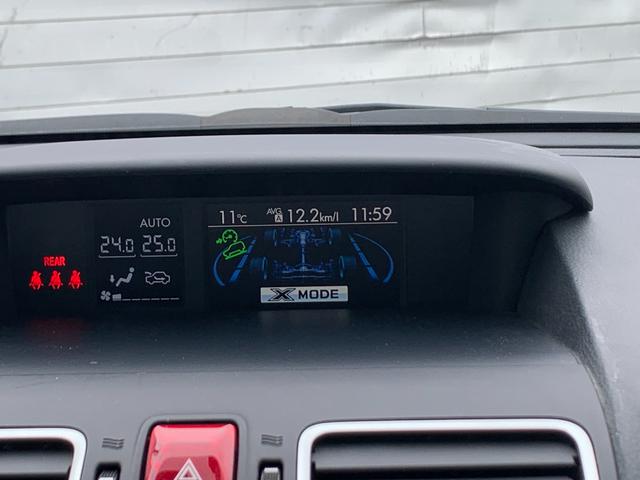 11℃ AVG A 12.2km/l 11:59
AUTO
24.0 25.0
REAR
X MODE